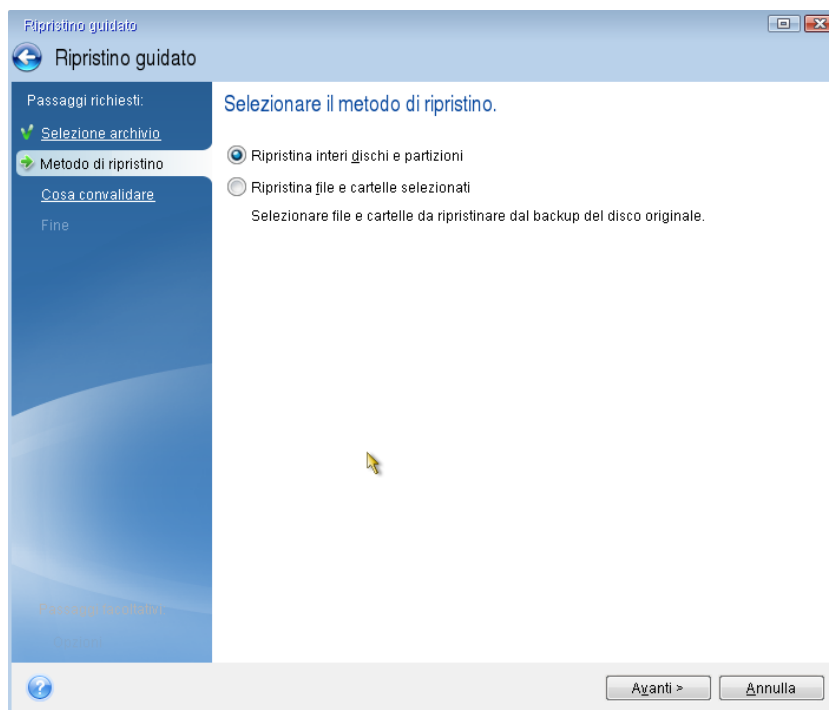 Ripristino guidato
Ripristino guidato
Passaggi richiesti:
Selezione archivio
Metodo di ripristino
Cosa convalidare
Fine
Selezionare il metodo di ripristino.
Ripristina interi dischi e partizioni
Ripristina file e cartelle selezionati
Selezionare file e cartelle da ripristinare dal backup del disco originale.
Passaggi facoltativi:
Avanti >
Annulla